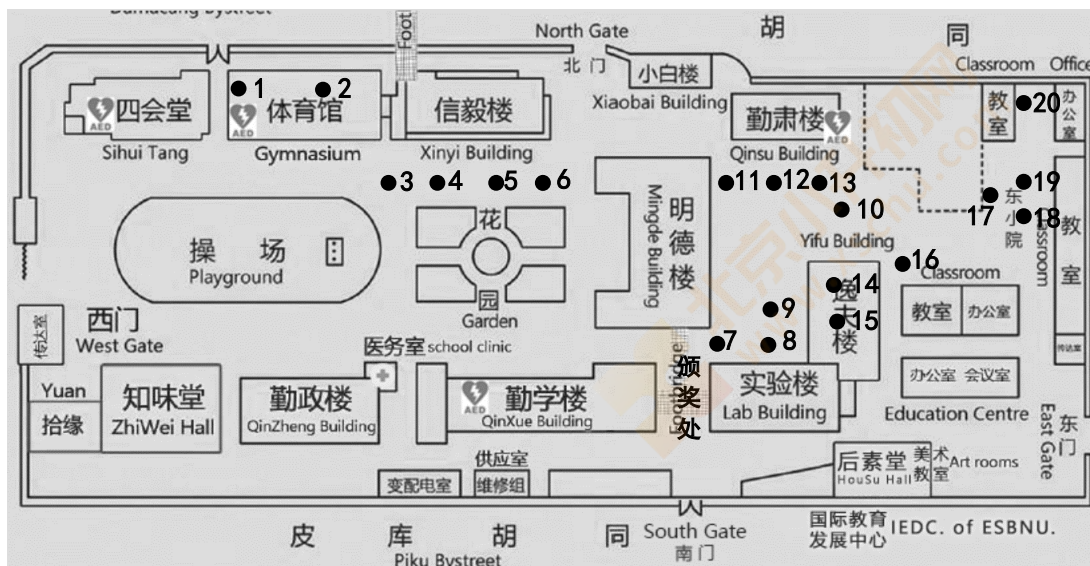 Damucang Bystreet
Foot
North Gate
北门
胡 同
Classroom
Office
四会堂
AED
Sihui Tang
1
2
体育馆
AED
Gymnasium
信毅楼
Xinyi Building
小白楼
Xiaobai Building
勤肃楼
AED
Qinsu Building
教室
20
办公室
3
4
5
6
11
12
13
10
17
19
18
东小院
Classroom
教室
操 场
Playground
花
园
Garden
明德楼
Mingde Building
Yifu Building
16
14
15
逸夫楼
9
7
8
Classroom
教室
办公室
传达室
西门
West Gate
医务室 school clinic
Footbridge
颁奖处
办公室 会议室
Education Centre
传达室
东门
East Gate
Yuan
拾缘
知味堂
ZhiWei Hall
勤政楼
QinZheng Building
AED
勤学楼
QinXue Building
实验楼
Lab Building
供应室
变配电室
维修组
后素堂
HouSu Hall
美术教室
Art rooms
皮 库 胡 同
Piku Bystreet
South Gate
南门
国际教育发展中心
IEDC. of ESBNU.